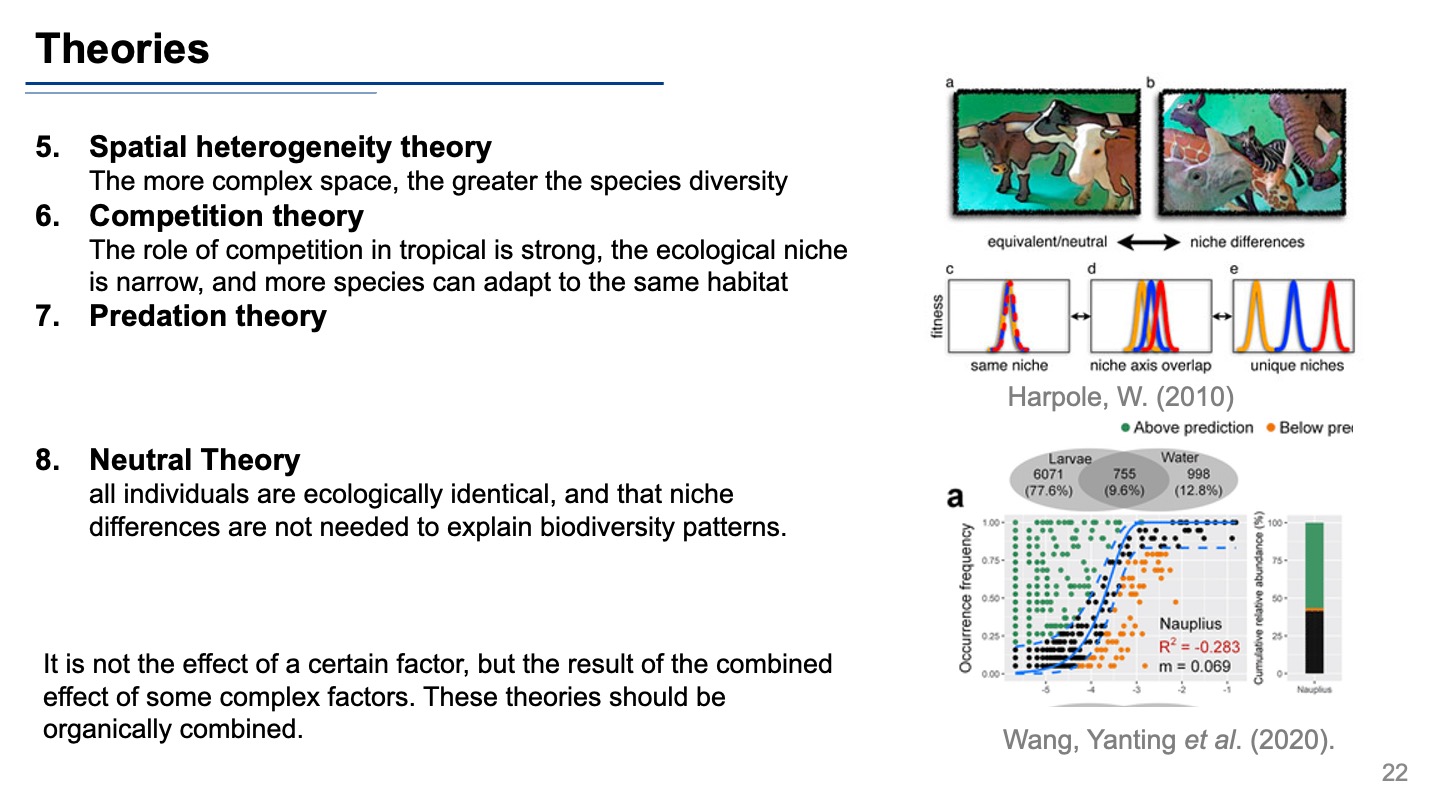 Theories
5. Spatial heterogeneity theory
The more complex space, the greater the species diversity
6. Competition theory
The role of competition in tropical is strong, the ecological niche
is narrow, and more species can adapt to the same habitat
7. Predation theory
8. Neutral Theory
all individuals are ecologically identical, and that niche
differences are not needed to explain biodiversity patterns.
It is not the effect of a certain factor, but the result of the combined
effect of some complex factors. These theories should be
organically combined.
a b
equivalent/neutral niche differences
c d e
fitness
same niche niche axis overlap unique niches
Harpole, W. (2010)
Above prediction Below pre
Larvae Water
6071 755 998
(77.6%) (9.6%) (12.8%)
a
Occurrence frequency
1.00
0.75
0.50
0.25
0.00
-5 -4 -3 -2 -1
Nauplius
R² = -0.283
m = 0.069
Cumulative relative abundance (%)
100
75
50
25
0
Nauplius
Wang, Yanting et al. (2020).
22